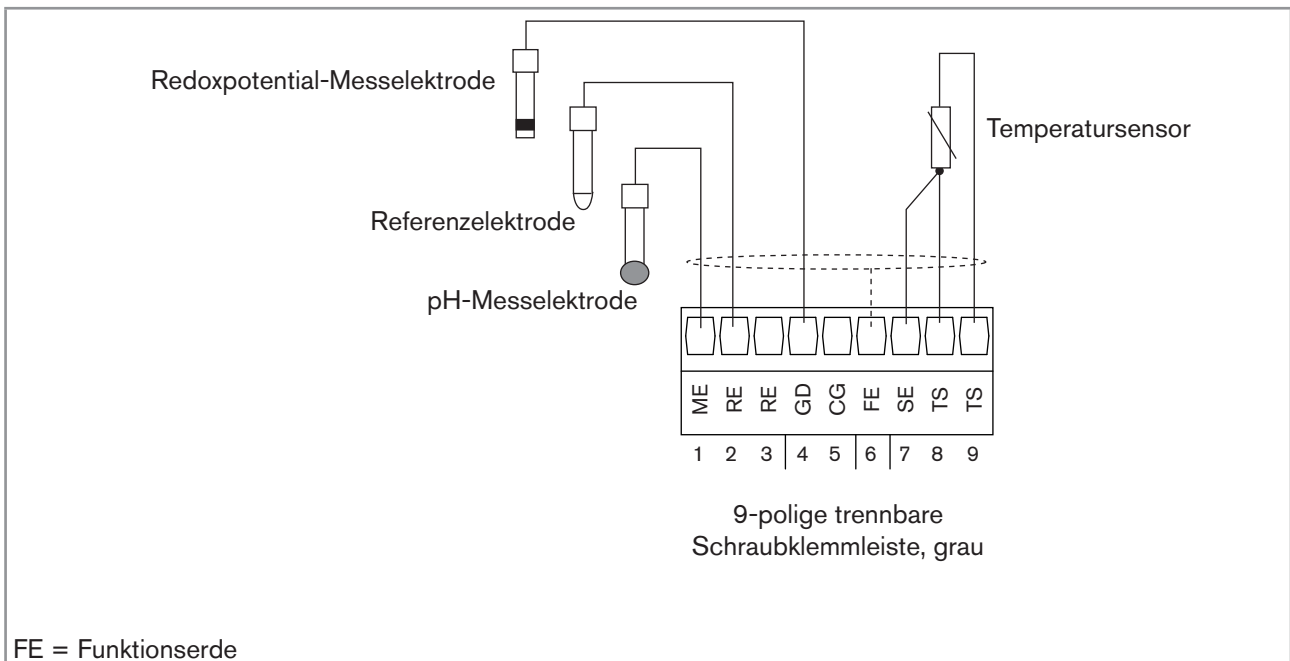 Redoxpotential-Messelektrode
Temperatursensor
Referenzelektrode
pH-Messelektrode
ME RE RE GD CG FE SE TS TS
1 2 3 4 5 6 7 8 9
9-polige trennbare
Schraubklemmleiste, grau
FE = Funktionserde